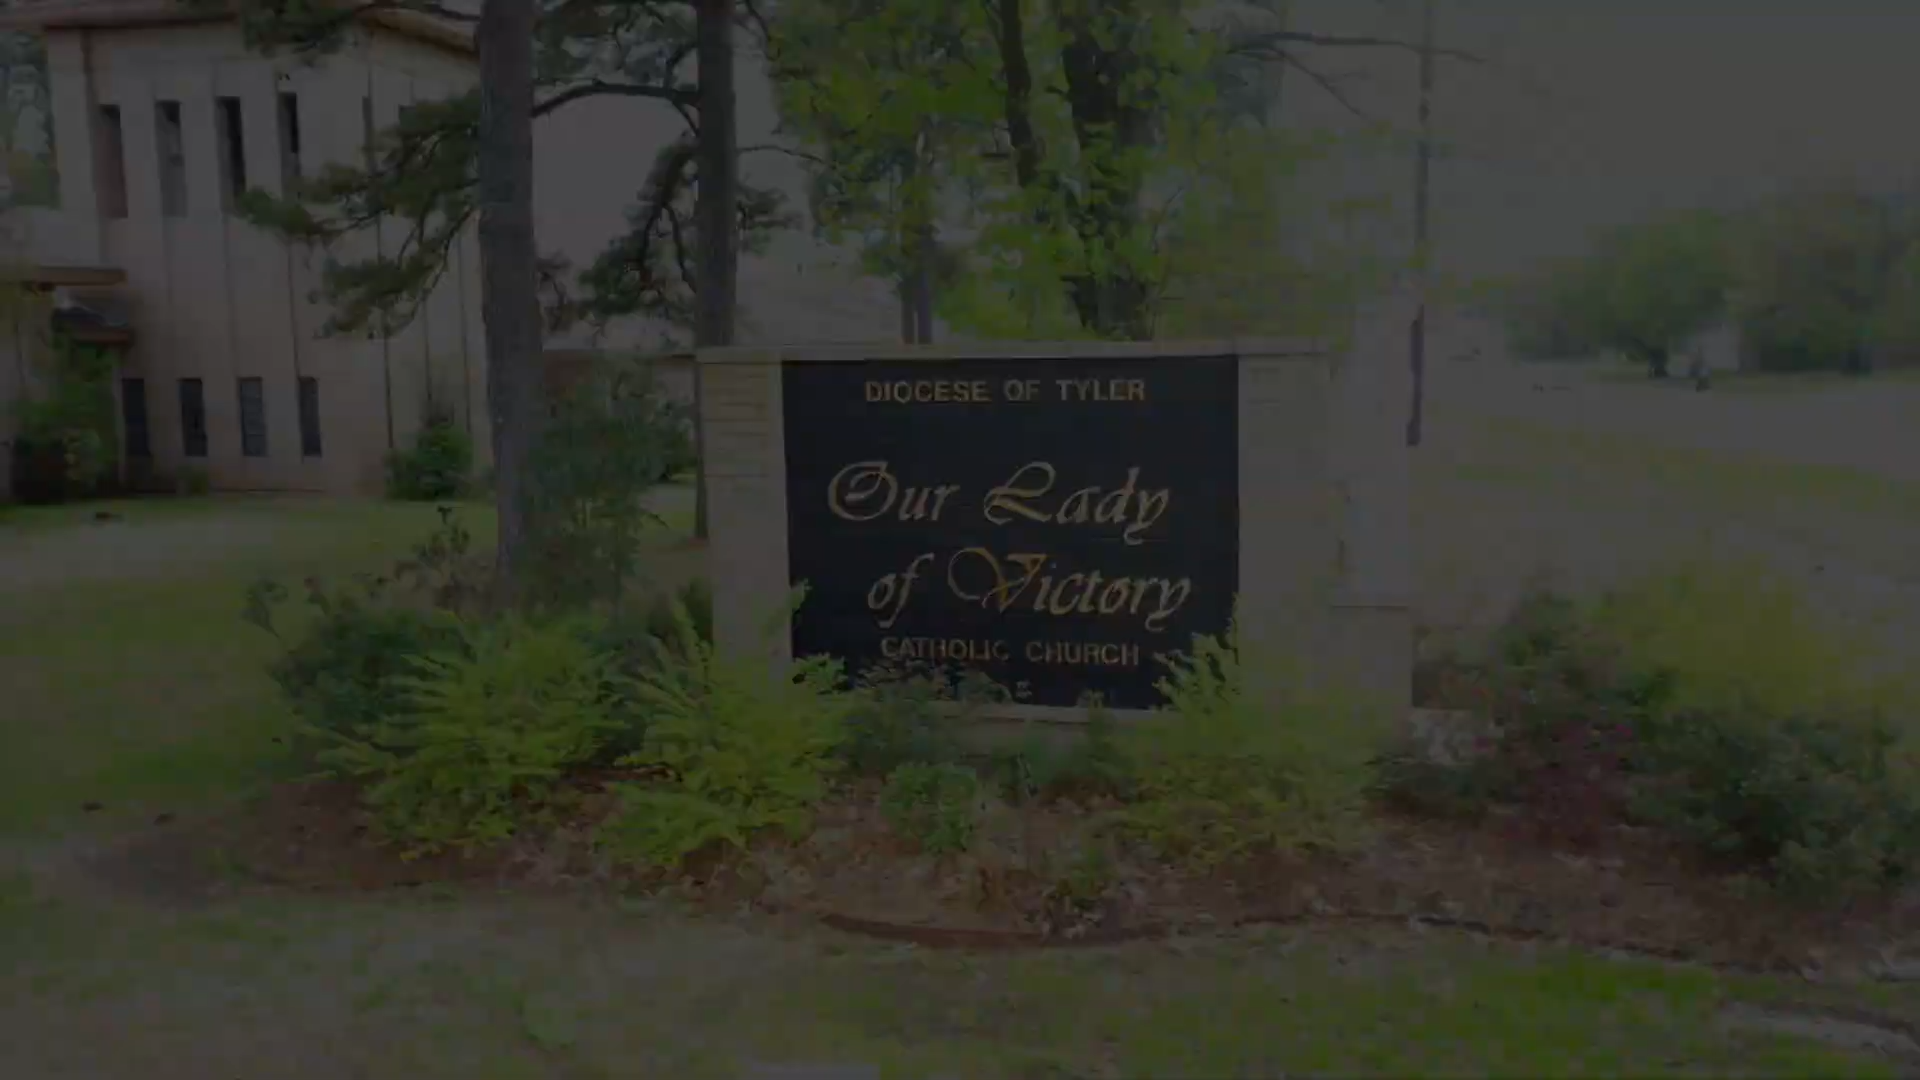 DIOCESE OF TYLER
Our Lady
of Victory
CATHOLIC CHURCH